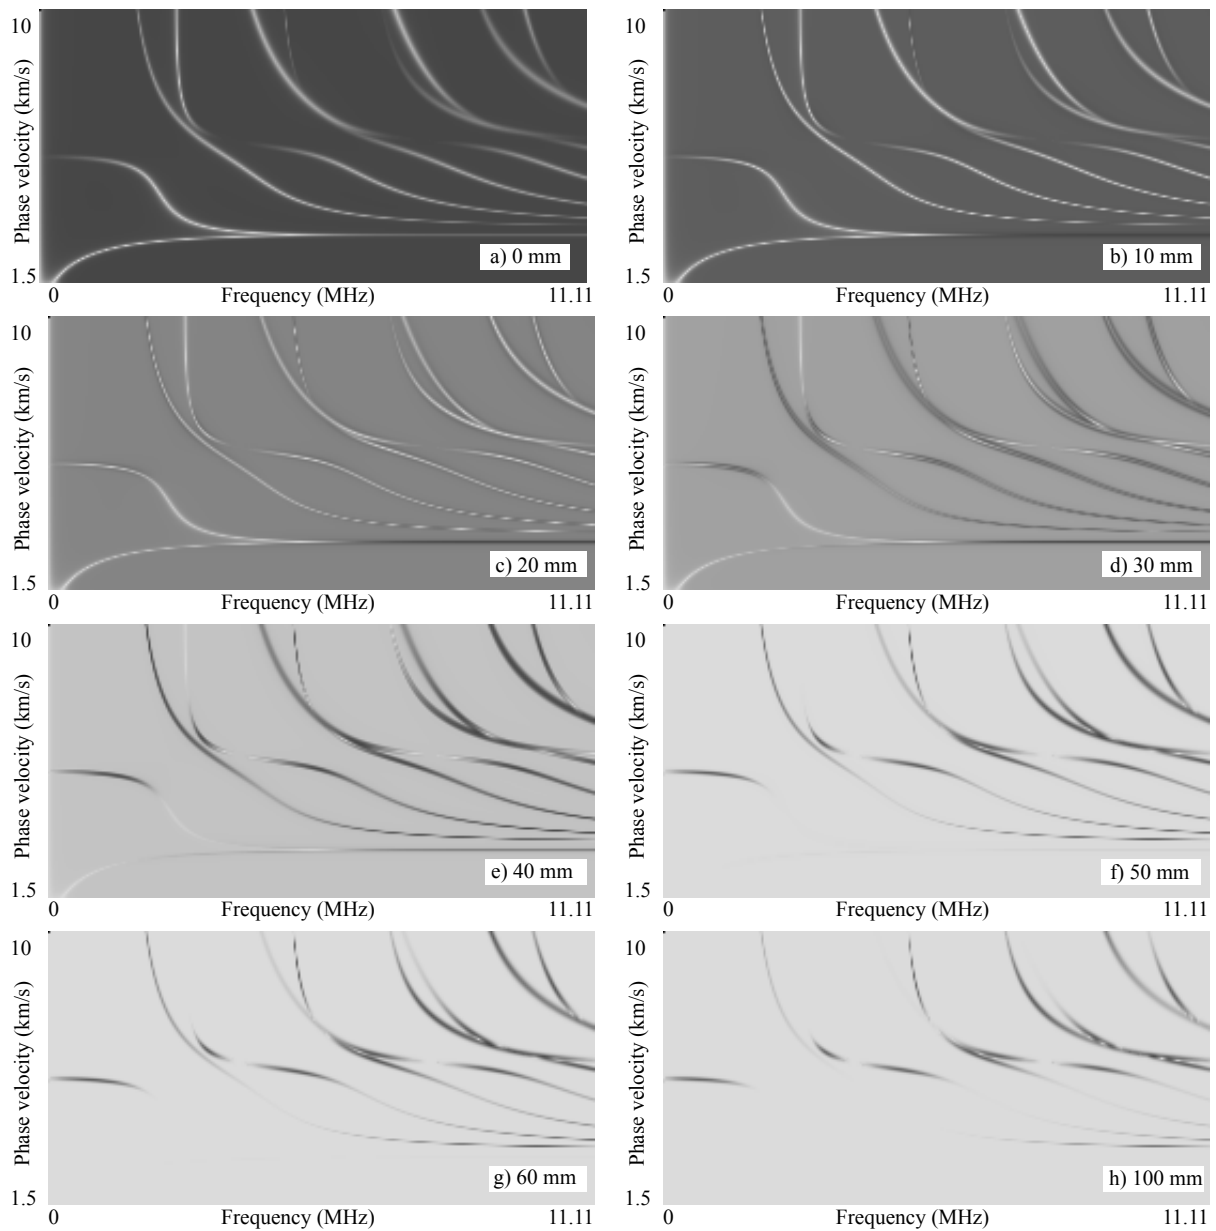 10
Phase velocity (km/s)
1.5
a) 0 mm
0 Frequency (MHz) 11.11
10
Phase velocity (km/s)
1.5
b) 10 mm
0 Frequency (MHz) 11.11
10
Phase velocity (km/s)
1.5
c) 20 mm
0 Frequency (MHz) 11.11
10
Phase velocity (km/s)
1.5
d) 30 mm
0 Frequency (MHz) 11.11
10
Phase velocity (km/s)
1.5
e) 40 mm
0 Frequency (MHz) 11.11
10
Phase velocity (km/s)
1.5
f) 50 mm
0 Frequency (MHz) 11.11
10
Phase velocity (km/s)
1.5
g) 60 mm
0 Frequency (MHz) 11.11
10
Phase velocity (km/s)
1.5
h) 100 mm
0 Frequency (MHz) 11.11